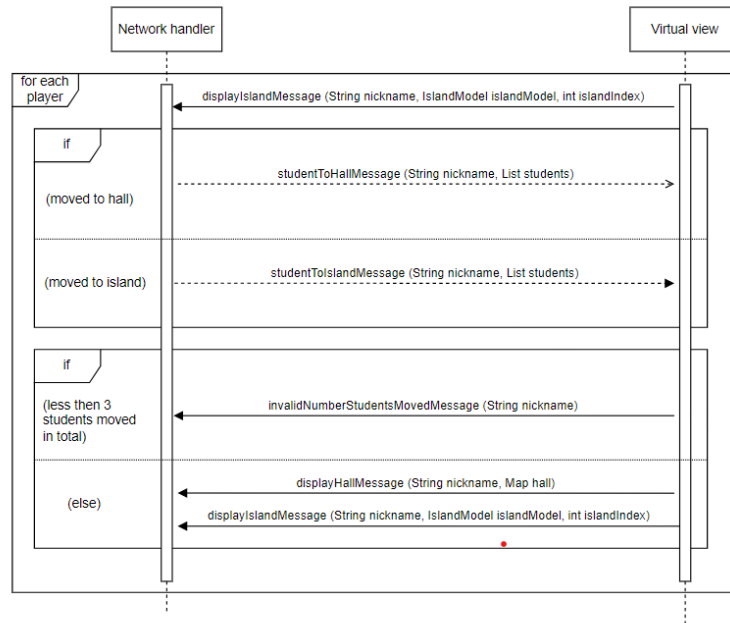 Network handler
Virtual view
for each
player
displayIslandMessage (String nickname, IslandModel islandModel, int islandIndex)
if
studentToHallMessage (String nickname, List students)
(moved to hall)
studentToIslandMessage (String nickname, List students)
(moved to island)
if
(less then 3
students moved
in total)
invalidNumberStudentsMovedMessage (String nickname)
displayHallMessage (String nickname, Map hall)
(else)
displayIslandMessage (String nickname, IslandModel islandModel, int islandIndex)